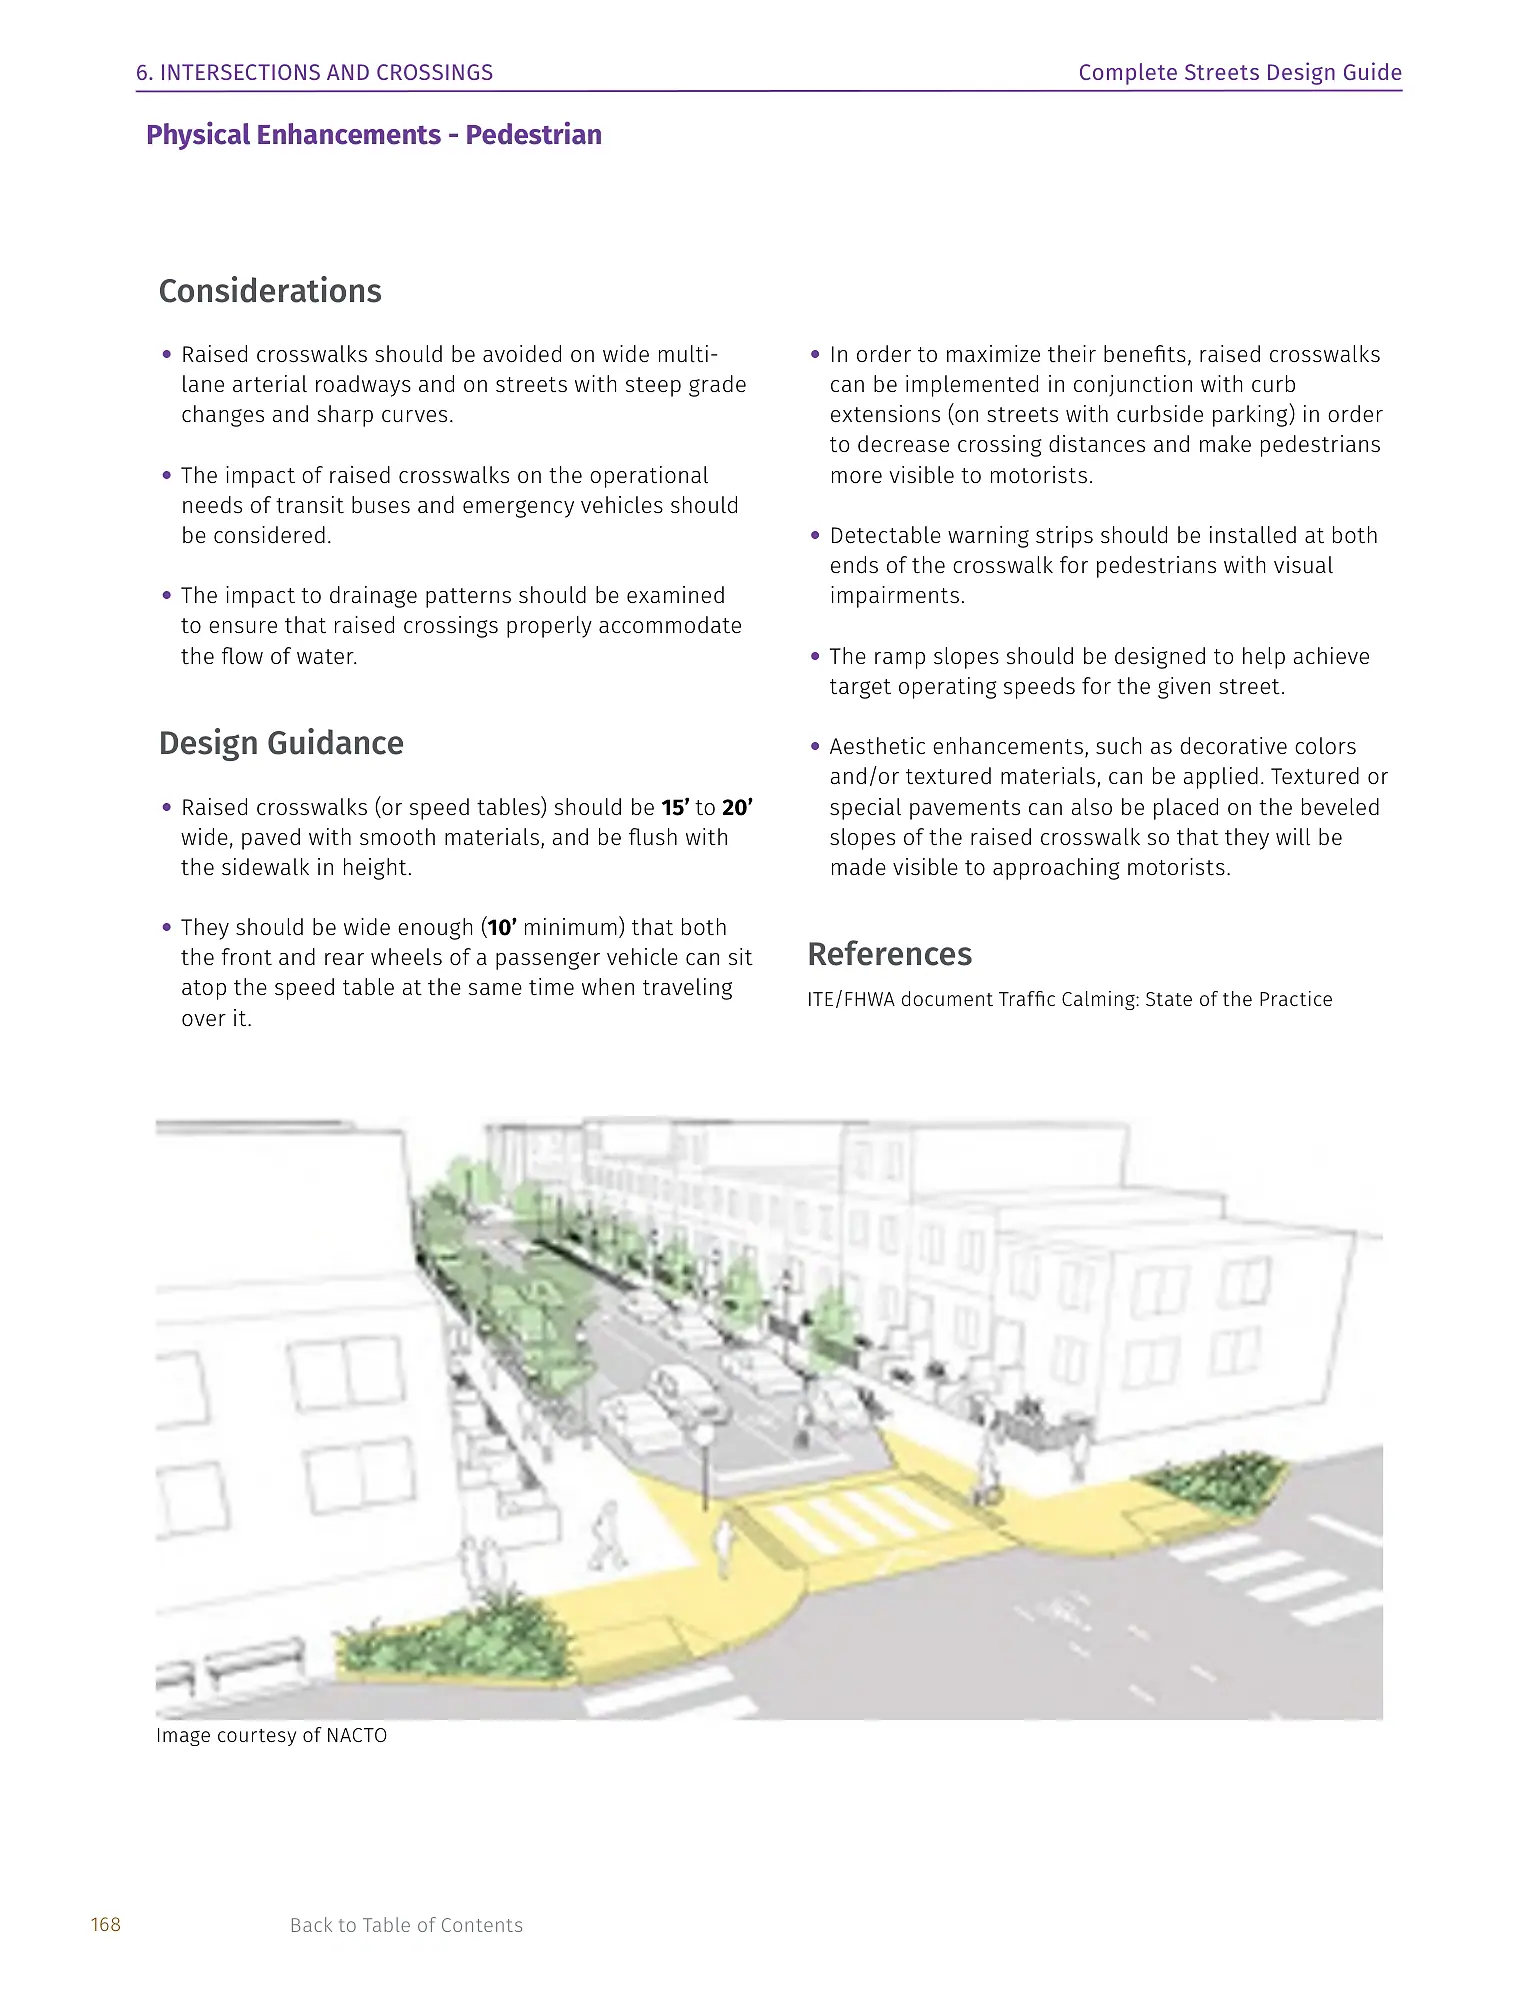 6. INTERSECTIONS AND CROSSINGS
Complete Streets Design Guide
Physical Enhancements - Pedestrian
Considerations
• Raised crosswalks should be avoided on wide multi-
lane arterial roadways and on streets with steep grade
changes and sharp curves.
• The impact of raised crosswalks on the operational
needs of transit buses and emergency vehicles should
be considered.
• The impact to drainage patterns should be examined
to ensure that raised crossings properly accommodate
the flow of water.
Design Guidance
• Raised crosswalks (or speed tables) should be 15’ to 20’
wide, paved with smooth materials, and be flush with
the sidewalk in height.
• They should be wide enough (10’ minimum) that both
the front and rear wheels of a passenger vehicle can sit
atop the speed table at the same time when traveling
over it.
• In order to maximize their benefits, raised crosswalks
can be implemented in conjunction with curb
extensions (on streets with curbside parking) in order
to decrease crossing distances and make pedestrians
more visible to motorists.
• Detectable warning strips should be installed at both
ends of the crosswalk for pedestrians with visual
impairments.
• The ramp slopes should be designed to help achieve
target operating speeds for the given street.
• Aesthetic enhancements, such as decorative colors
and/or textured materials, can be applied. Textured or
special pavements can also be placed on the beveled
slopes of the raised crosswalk so that they will be
made visible to approaching motorists.
References
ITE/FHWA document Traffic Calming: State of the Practice
Image courtesy of NACTO
168
Back to Table of Contents